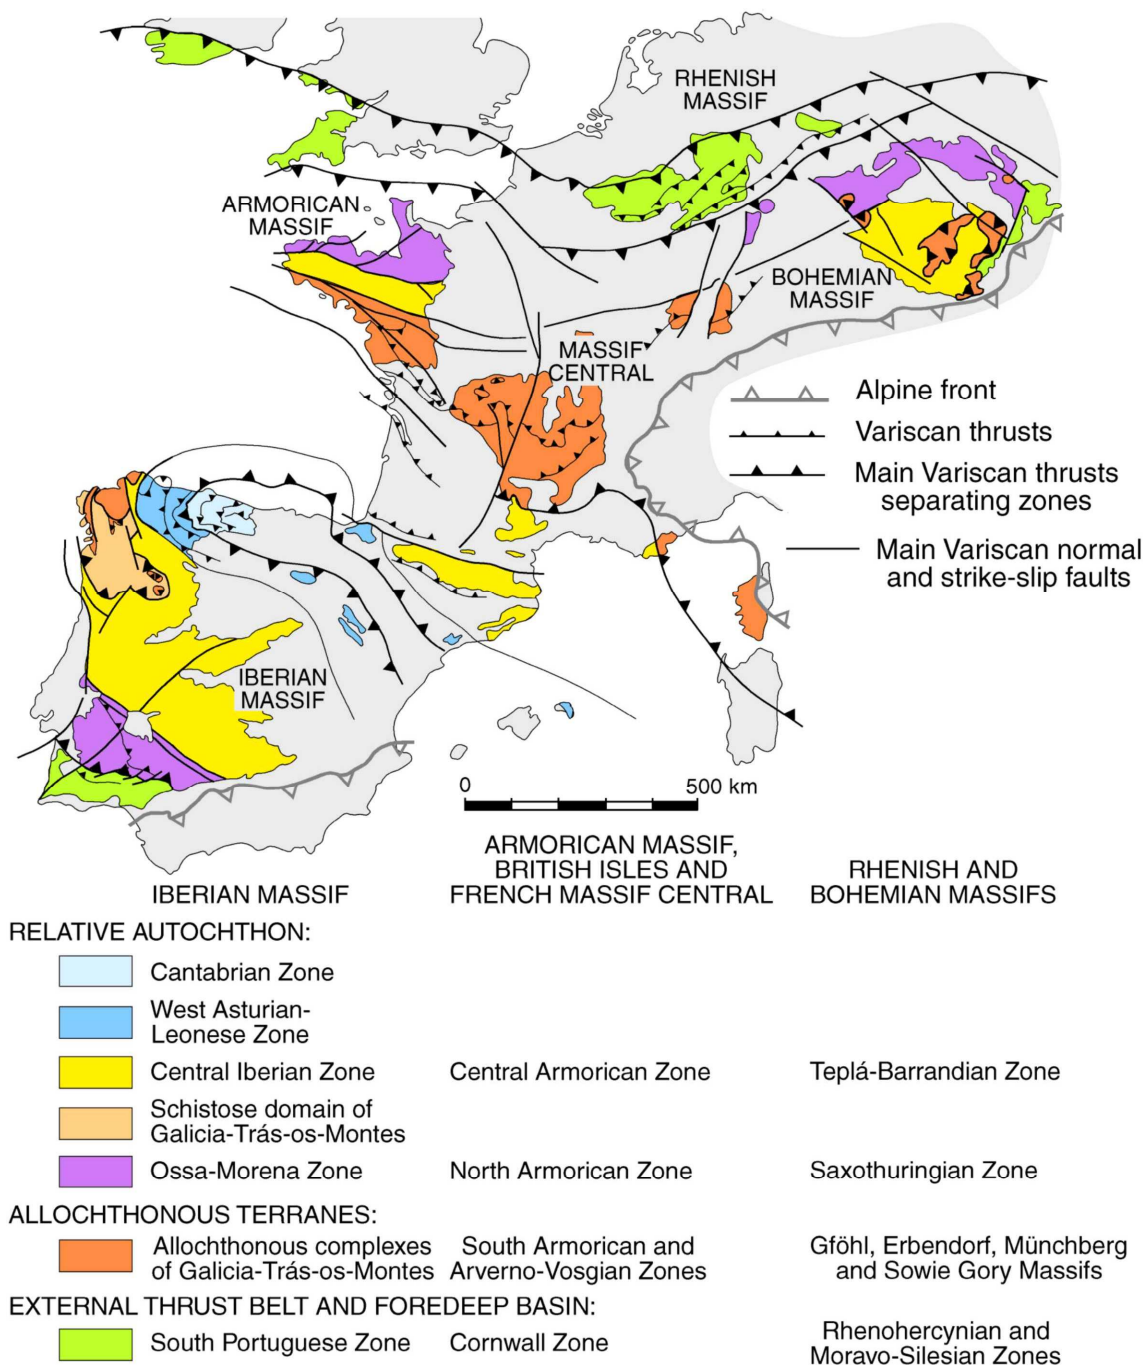 RHENISH
MASSIF
ARMORICAN
MASSIF
BOHEMIAN
MASSIF
MASSIF
CENTRAL
Alpine front
Variscan thrusts
Main Variscan thrusts
separating zones
Main Variscan normal
and strike-slip faults
IBERIAN
MASSIF
0 500 km
IBERIAN MASSIF
ARMORICAN MASSIF,
BRITISH ISLES AND
FRENCH MASSIF CENTRAL
RHENISH AND
BOHEMIAN MASSIFS
RELATIVE AUTOCHTHON:
Cantabrian Zone
West Asturian-
Leonese Zone
Central Iberian Zone Central Armorican Zone Teplá-Barrandian Zone
Schistose domain of
Galicia-Trás-os-Montes
Ossa-Morena Zone North Armorican Zone Saxothuringian Zone
ALLOCHTHONOUS TERRANES:
Allochthonous complexes
of Galicia-Trás-os-Montes
South Armorican and
Arverno-Vosgian Zones
Gföhl, Erbendorf, Münchberg
and Sowie Gory Massifs
EXTERNAL THRUST BELT AND FOREDEEP BASIN:
South Portuguese Zone Cornwall Zone
Rhenohercynian and
Moravo-Silesian Zones